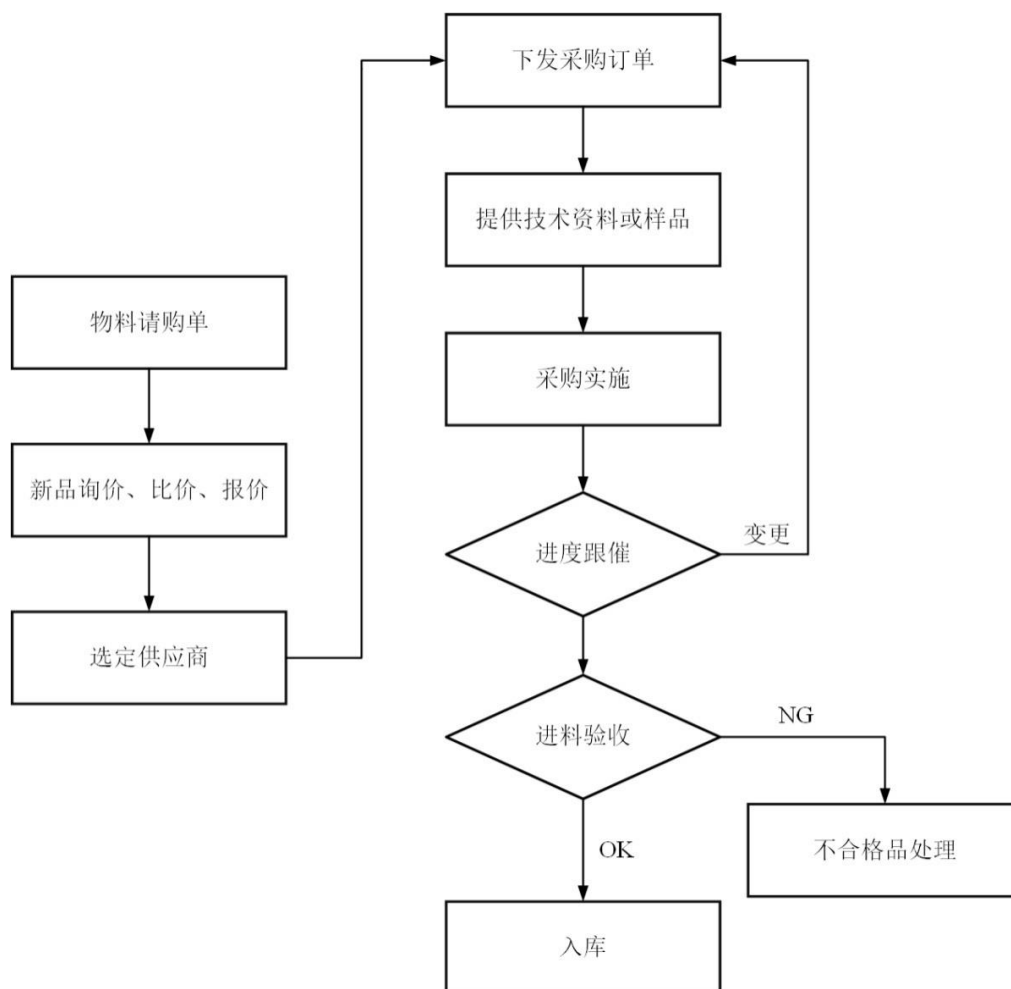 下发采购订单
提供技术资料或样品
物料请购单
采购实施
新品询价、比价、报价
进度跟催
变更
选定供应商
进料验收
NG
不合格品处理
OK
入库